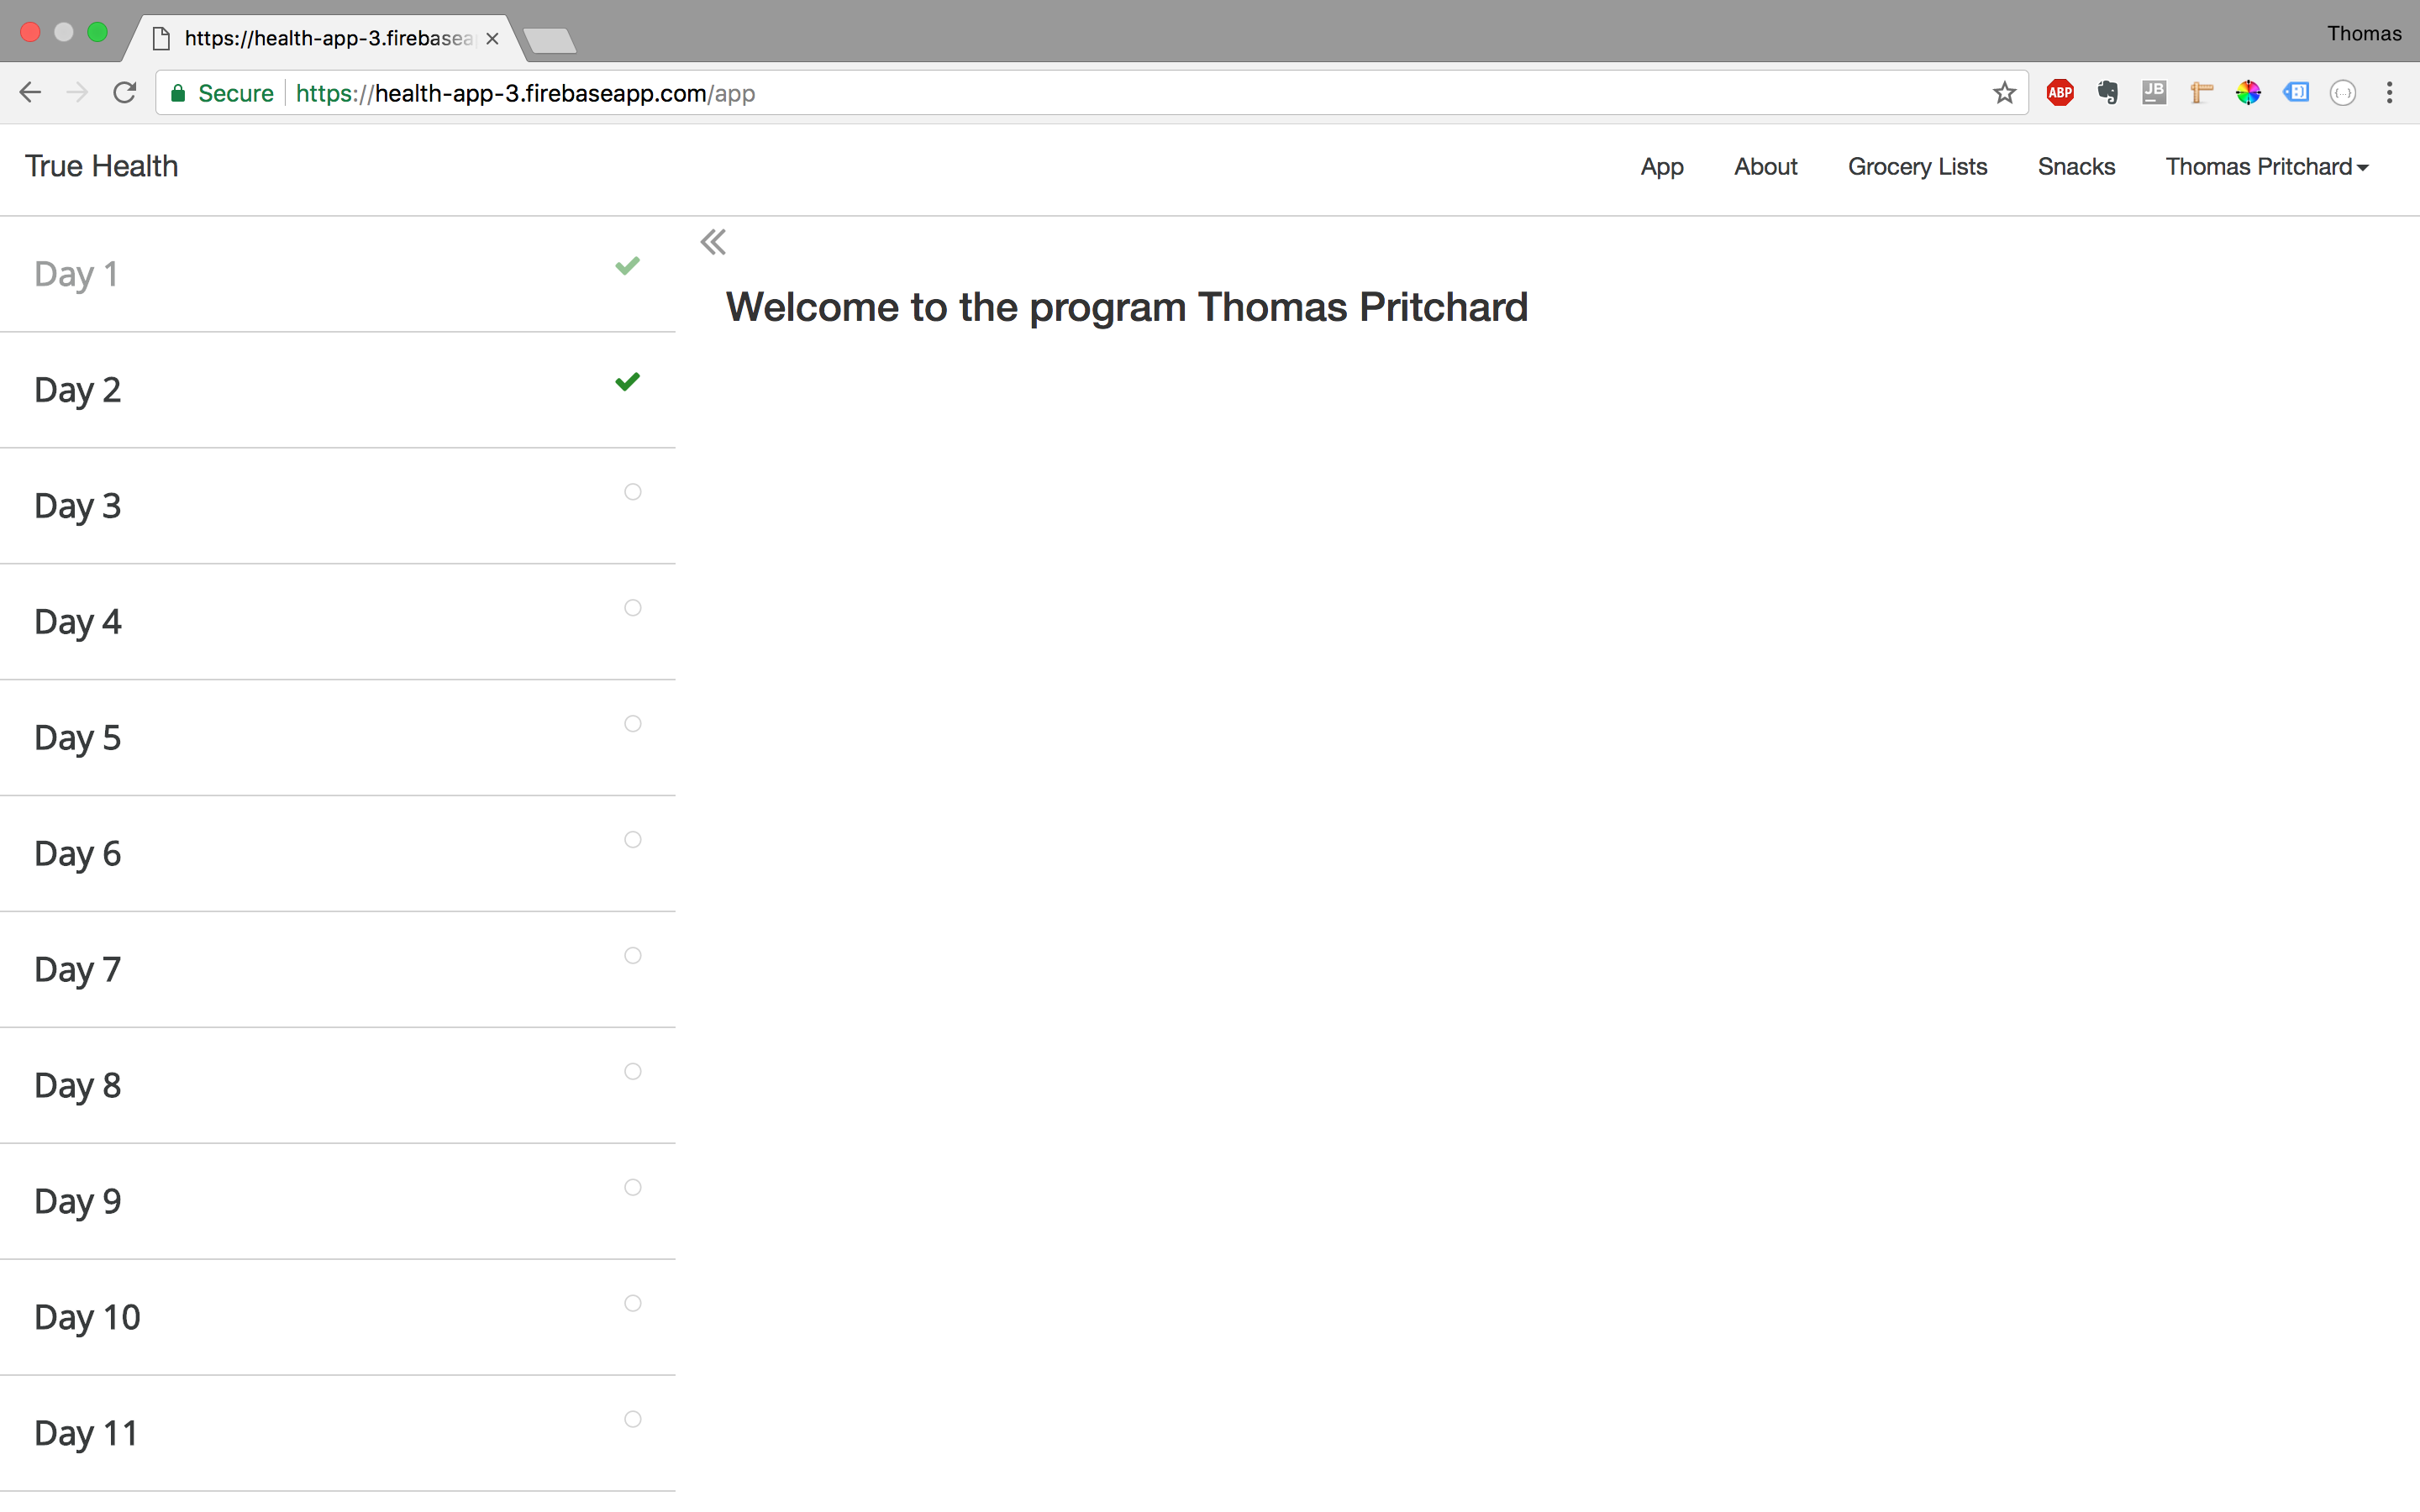 https://health-app-3.firebasea
Thomas
Secure https://health-app-3.firebaseapp.com/app
ABP
JB
True Health
App About Grocery Lists Snacks Thomas Pritchard
Day 1
Welcome to the program Thomas Pritchard
Day 2
Day 3
Day 4
Day 5
Day 6
Day 7
Day 8
Day 9
Day 10
Day 11